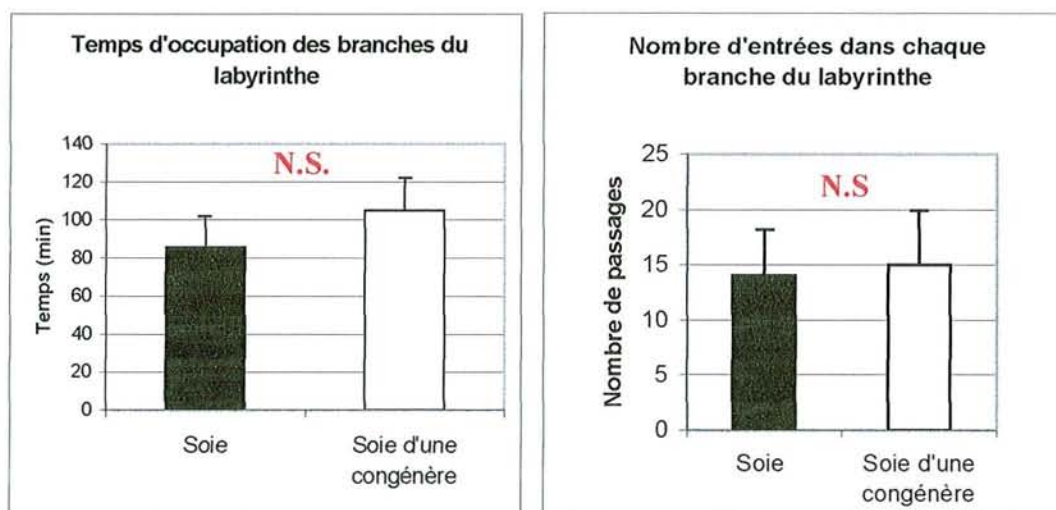 Temps d'occupation des branches du
labyrinthe
N.S.
Temps (min)
140
120
100
80
60
40
20
0
Soie
Soie d'une
congénère
Nombre d'entrées dans chaque
branche du labyrinthe
N.S
Nombre de passages
25
20
15
10
5
0
Soie
Soie d'une
congénère